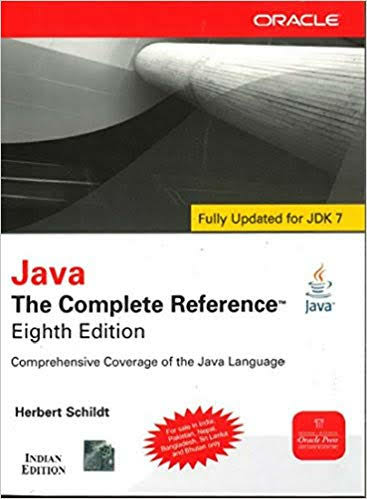 ORACLE
Fully Updated for JDK 7
Java
The Complete Reference™
Eighth Edition
Java™
Comprehensive Coverage of the Java Language
Herbert Schildt
For sale in India,
Pakistan, Nepal,
Bangladesh, Sri Lanka
and Bhutan only
INDIAN
EDITION
Oracle Press